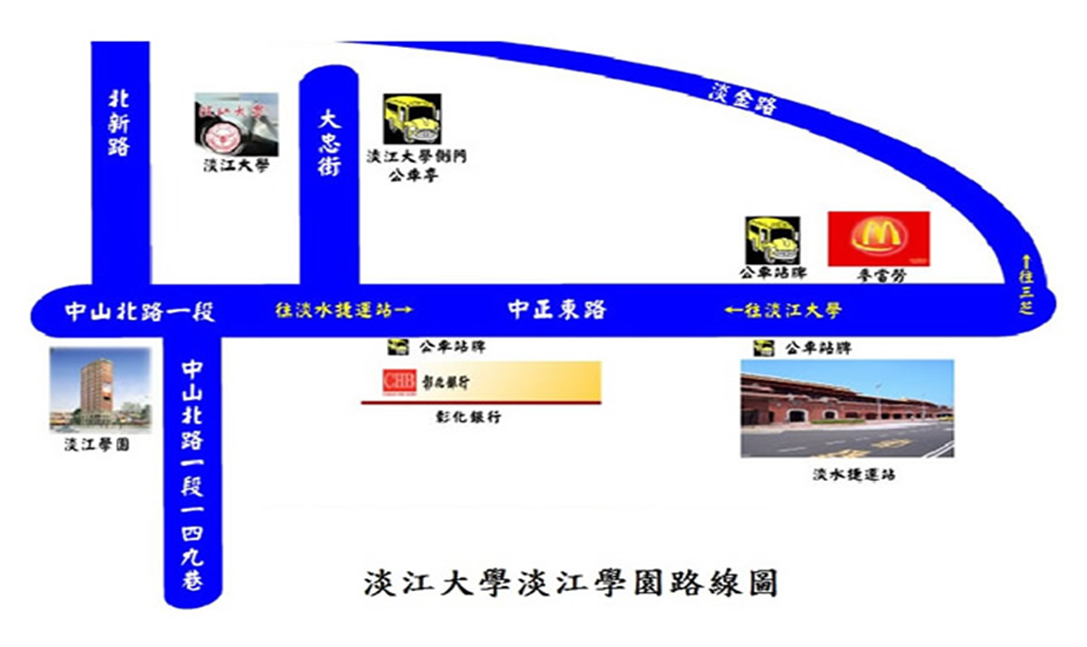 北新路
淡江大學
淡江大學
大忠街
淡江大學側門
公車亭
淡金路
公車站牌
麥當勞
↑往三芝
中山北路一段
往淡水捷運站→
中正東路
←往淡江大學
公車站牌
公車站牌
CHB
彰化銀行
彰化銀行
淡江學園
中山北路一段一四九巷
淡水捷運站
淡江大學淡江學園路線圖